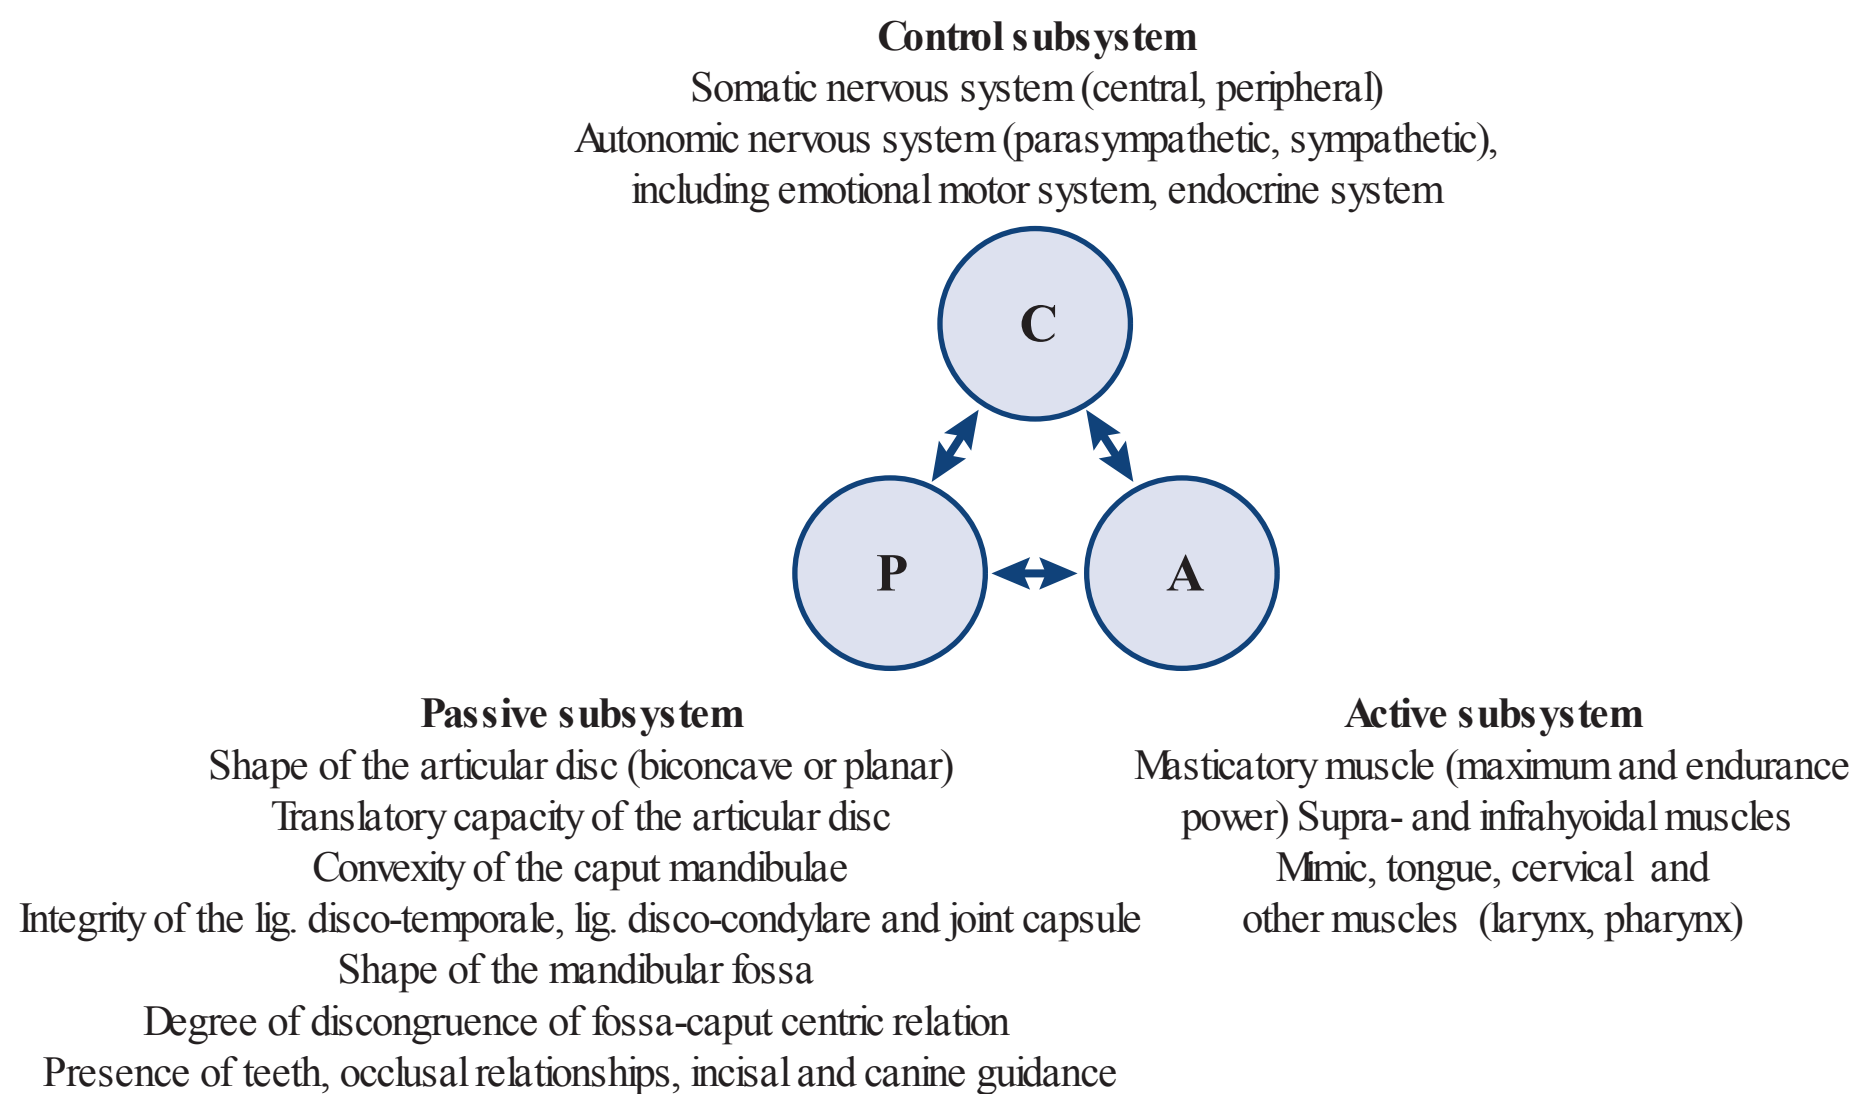 Control subsystem
Somatic nervous system (central, peripheral)
Autonomic nervous system (parasympathetic, sympathetic),
including emotional motor system, endocrine system
C
P
A
Passive subsystem
Shape of the articular disc (biconcave or planar)
Translatory capacity of the articular disc
Convexity of the caput mandibulae
Integrity of the lig. disco-temporale, lig. disco-condylare and joint capsule
Shape of the mandibular fossa
Degree of discongruence of fossa-caput centric relation
Presence of teeth, occlusal relationships, incisal and canine guidance
Active subsystem
Masticatory muscle (maximum and endurance
power) Supra- and infrahyoidal muscles
Mimic, tongue, cervical and
other muscles (larynx, pharynx)